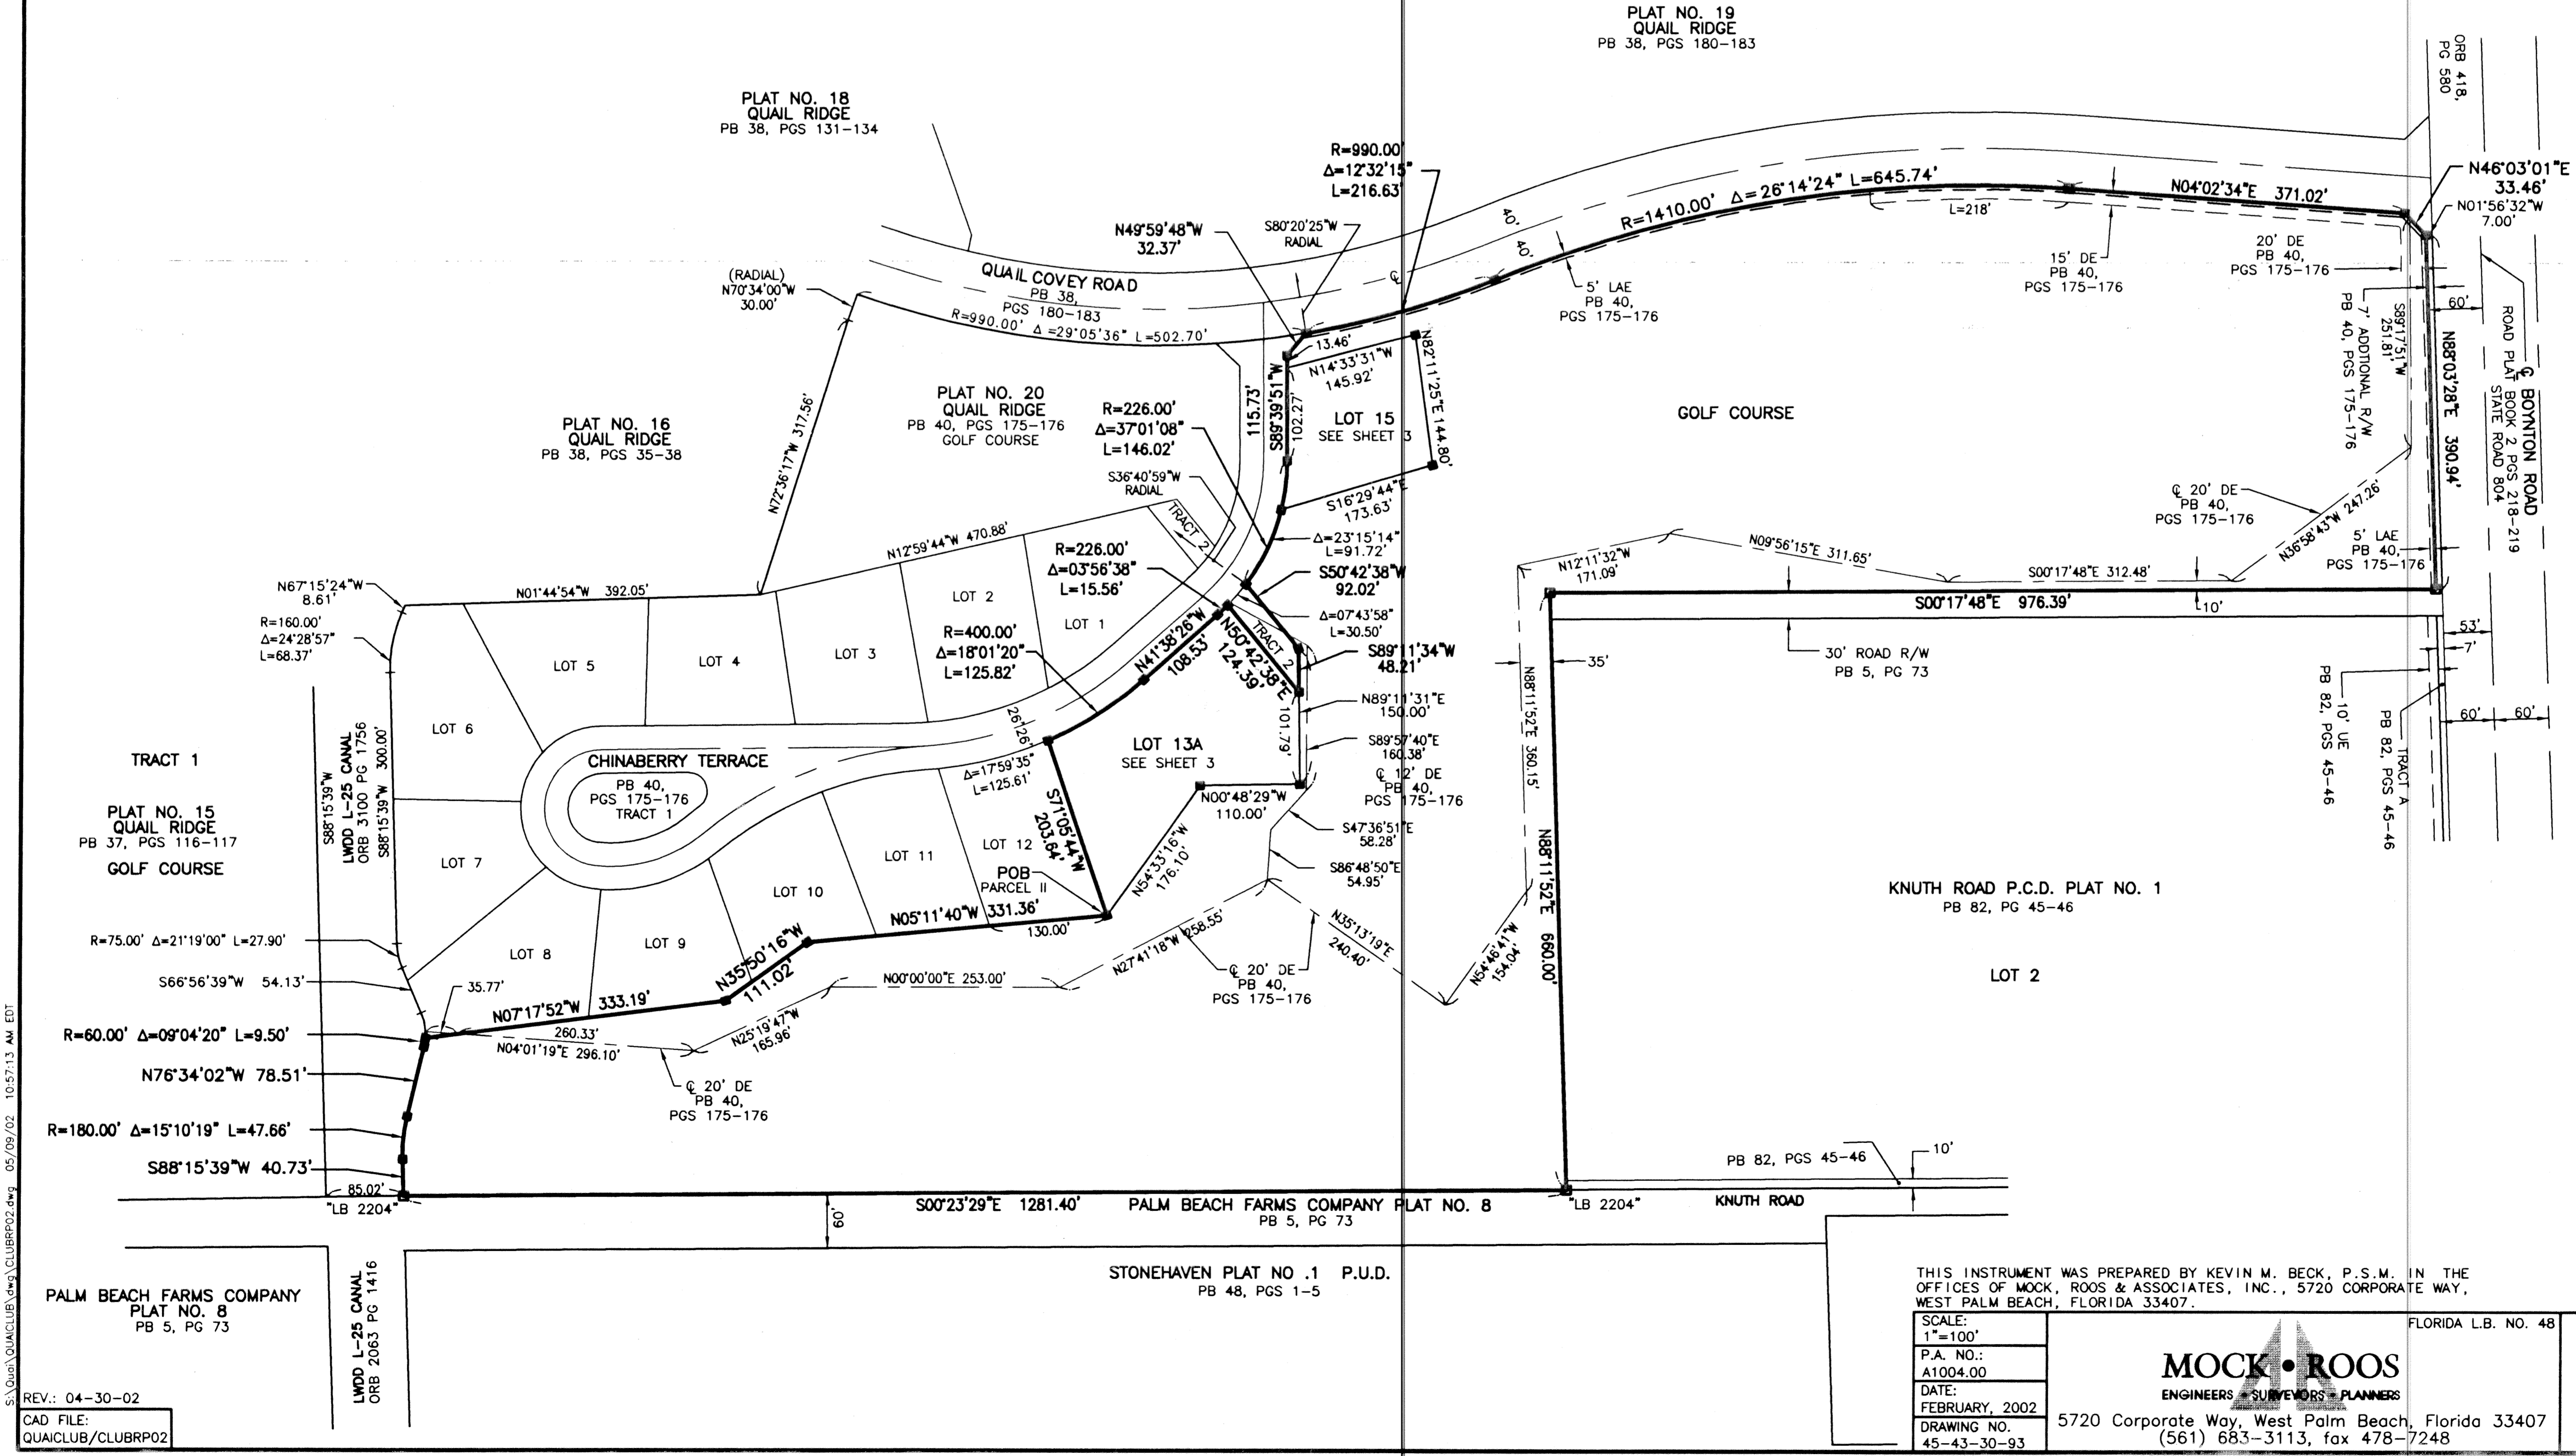 PLAT NO. 19
QUAIL RIDGE
PB 38, PGS 180-183
ORB 418,
PG 580
PLAT NO. 18
QUAIL RIDGE
PB 38, PGS 131-134
R=990.00'
Δ=12°32'15"
L=216.63'
N49°59'48"W
32.37'
S80°20'25"W
RADIAL
40'
40'
℄
R=1410.00' Δ=26°14'24" L=645.74'
L=218'
N04°02'34"E 371.02'
N46°03'01"E
33.46'
N01°56'32"W
7.00'
(RADIAL)
N70°34'00"W
30.00'
QUAIL COVEY ROAD
PB 38,
PGS 180-183
R=990.00' Δ=29°05'36" L=502.70'
5' LAE
PB 40,
PGS 175-176
15' DE
PB 40,
PGS 175-176
20' DE
PB 40,
PGS 175-176
7' ADDTIONAL R/W
PB 40, PGS 175-176
S89°17'51"W
251.81'
60'
N88°03'28"E 390.94'
℄ BOYNTON ROAD
ROAD PLAT BOOK 2 PGS 218-219
STATE ROAD 804
13.46'
N14°33'31"W
145.92'
N82°11'25"E 144.80'
115.73'
S89°39'51"W
102.27'
LOT 15
SEE SHEET 3
GOLF COURSE
PLAT NO. 16
QUAIL RIDGE
PB 38, PGS 35-38
N72°36'17"W 317.56'
PLAT NO. 20
QUAIL RIDGE
PB 40, PGS 175-176
GOLF COURSE
R=226.00'
Δ=37°01'08"
L=146.02'
S36°40'59"W
RADIAL
S16°29'44"E
173.63'
TRACT 2
N12°59'44"W 470.88'
R=226.00'
Δ=03°56'38"
L=15.56'
Δ=23°15'14"
L=91.72'
S50°42'38"W
92.02'
Δ=07°43'58"
L=30.50'
S89°11'34"W
48.21'
N12°11'32"W
171.09'
N09°56'15"E 311.65'
S00°17'48"E 312.48'
N36°58'43"W 247.26'
℄ 20' DE
PB 40,
PGS 175-176
5' LAE
PB 40,
PGS 175-176
S00°17'48"E 976.39'
10'
N67°15'24"W
8.61'
N01°44'54"W 392.05'
R=160.00'
Δ=24°28'57"
L=68.37'
LOT 2
LOT 1
LOT 3
LOT 4
LOT 5
LOT 6
R=400.00'
Δ=18°01'20"
L=125.82'
N41°38'26"W
108.53'
N50°42'38"E
124.39'
TRACT 2
N89°11'31"E
150.00'
101.79'
S89°57'40"E
160.38'
℄ 12' DE
PB 40,
PGS 175-176
N88°11'52"E 360.15'
35'
30' ROAD R/W
PB 5, PG 73
53'
7'
60'
60'
10' UE
PB 82, PGS 45-46
TRACT A
PB 82, PGS 45-46
TRACT 1
PLAT NO. 15
QUAIL RIDGE
PB 37, PGS 116-117
GOLF COURSE
S88°15'39"W
LWDD L-25 CANAL
ORB 3100 PG 1756
S88°15'39"W 300.00'
CHINABERRY TERRACE
PB 40,
PGS 175-176
TRACT 1
26'
26'
Δ=17°59'35"
L=125.61'
LOT 13A
SEE SHEET 3
N00°48'29"W
110.00'
S71°05'44"W
203.64'
N54°33'16"W
176.10'
S47°36'51"E
58.28'
S86°48'50"E
54.95'
LOT 7
LOT 8
LOT 9
LOT 10
LOT 11
LOT 12
POB
PARCEL II
N05°11'40"W 331.36'
130.00'
N35°50'16"W
111.02'
N35°13'19"E
240.40'
N54°46'41"W
154.04'
N88°11'52"E 660.00'
KNUTH ROAD P.C.D. PLAT NO. 1
PB 82, PG 45-46
LOT 2
R=75.00' Δ=21°19'00" L=27.90'
S66°56'39"W 54.13'
35.77'
N07°17'52"W 333.19'
260.33'
N04°01'19"E 296.10'
N25°19'47"W
165.96'
N00°00'00"E 253.00'
N27°41'18"W 258.55'
℄ 20' DE
PB 40,
PGS 175-176
R=60.00' Δ=09°04'20" L=9.50'
N76°34'02"W 78.51'
℄ 20' DE
PB 40,
PGS 175-176
R=180.00' Δ=15°10'19" L=47.66'
S88°15'39"W 40.73'
85.02'
"LB 2204"
S00°23'29"E 1281.40'
60'
PALM BEACH FARMS COMPANY PLAT NO. 8
PB 5, PG 73
"LB 2204"
PB 82, PGS 45-46
10'
KNUTH ROAD
PALM BEACH FARMS COMPANY
PLAT NO. 8
PB 5, PG 73
LWDD L-25 CANAL
ORB 2063 PG 1416
STONEHAVEN PLAT NO .1 P.U.D.
PB 48, PGS 1-5
THIS INSTRUMENT WAS PREPARED BY KEVIN M. BECK, P.S.M. IN THE
OFFICES OF MOCK, ROOS & ASSOCIATES, INC., 5720 CORPORATE WAY,
WEST PALM BEACH, FLORIDA 33407.
SCALE:
1"=100'
P.A. NO.:
A1004.00
DATE:
FEBRUARY, 2002
DRAWING NO.
45-43-30-93
FLORIDA L.B. NO. 48
MOCK • ROOS
ENGINEERS • SURVEYORS • PLANNERS
5720 Corporate Way, West Palm Beach, Florida 33407
(561) 683-3113, fax 478-7248
S:\Quai\QUAICLUB\dwg\CLUBRP02.dwg 05/09/02 10:57:13 AM EDT
REV.: 04-30-02
CAD FILE:
QUAICLUB/CLUBRP02